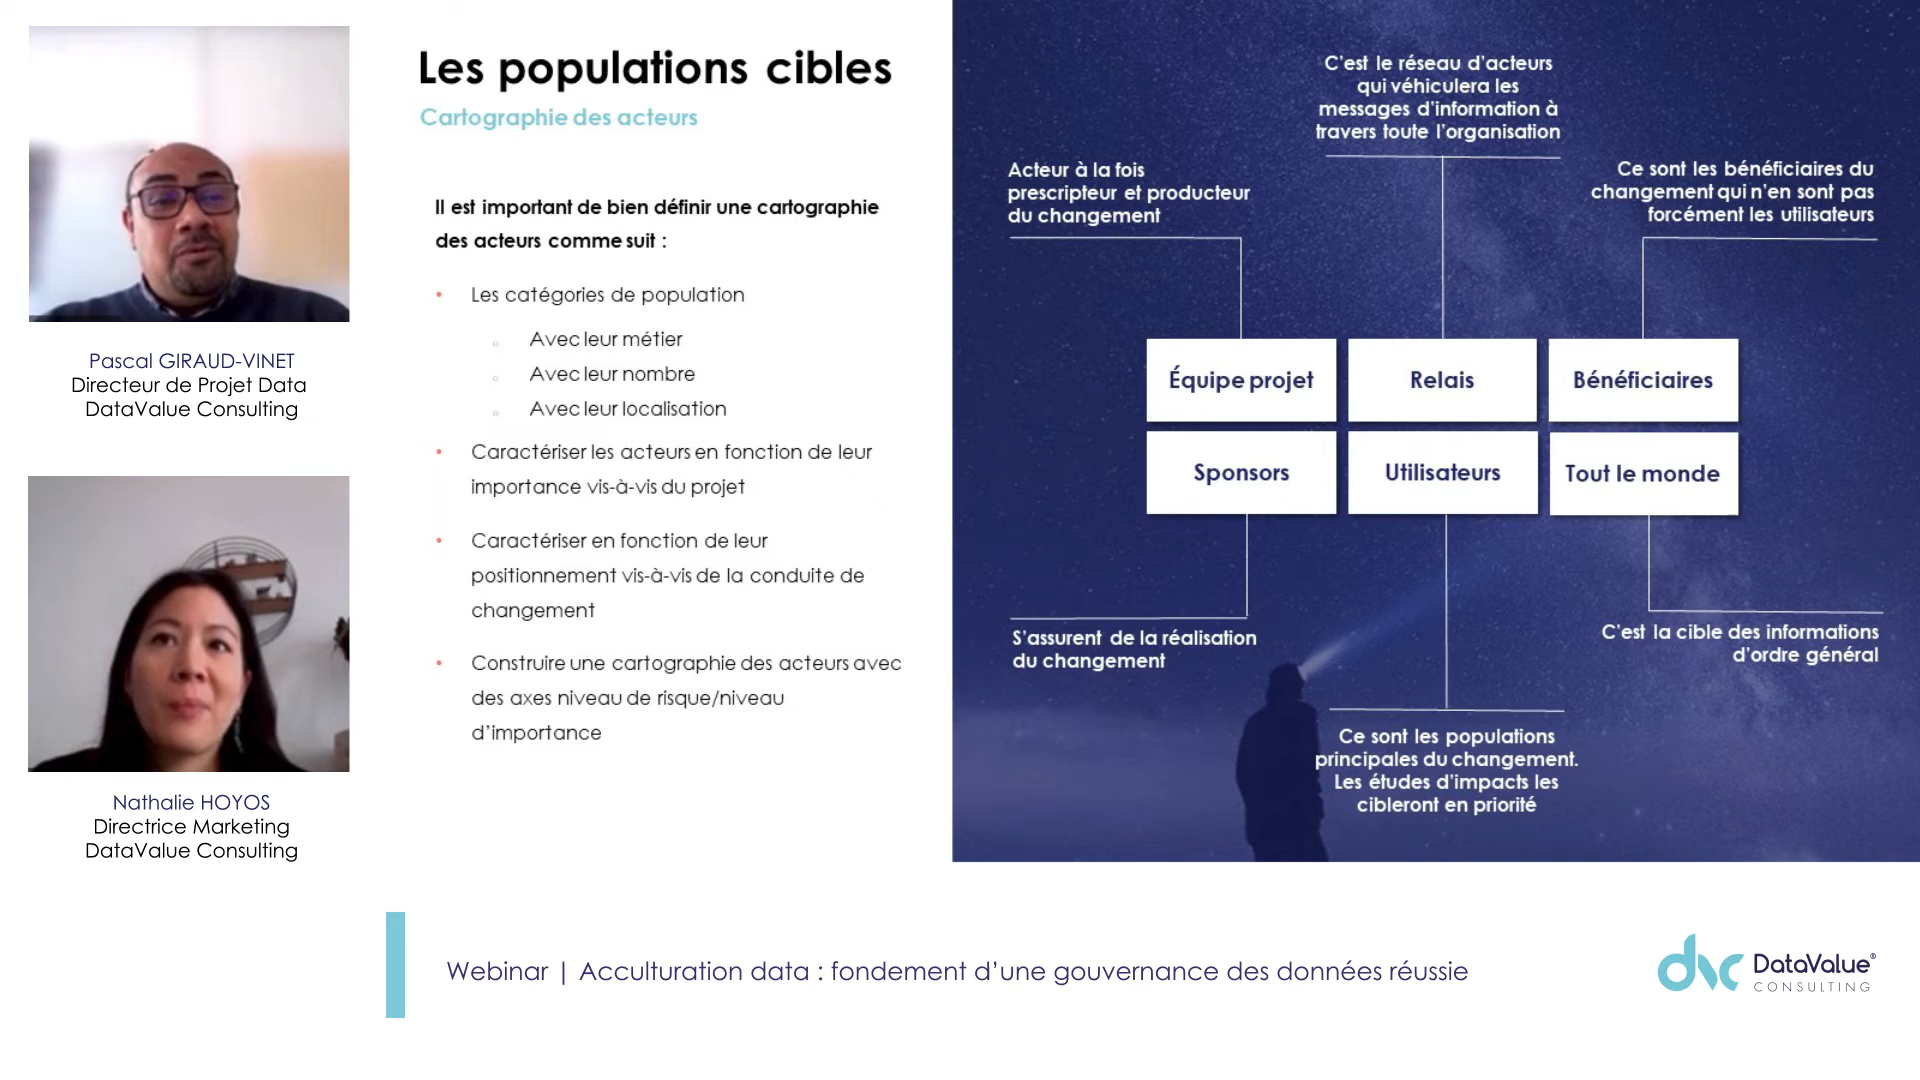 Les populations cibles
Cartographie des acteurs
Il est important de bien définir une cartographie
des acteurs comme suit :
• Les catégories de population
o Avec leur métier
o Avec leur nombre
o Avec leur localisation
• Caractériser les acteurs en fonction de leur
importance vis-à-vis du projet
• Caractériser en fonction de leur
positionnement vis-à-vis de la conduite de
changement
• Construire une cartographie des acteurs avec
des axes niveau de risque/niveau
d’importance
Pascal GIRAUD-VINET
Directeur de Projet Data
DataValue Consulting
Nathalie HOYOS
Directrice Marketing
DataValue Consulting
C’est le réseau d’acteurs
qui véhiculera les
messages d’information à
travers toute l’organisation
Acteur à la fois
prescripteur et producteur
du changement
Ce sont les bénéficiaires du
changement qui n’en sont pas
forcément les utilisateurs
Équipe projet
Relais
Bénéficiaires
Sponsors
Utilisateurs
Tout le monde
S’assurent de la réalisation
du changement
C’est la cible des informations
d’ordre général
Ce sont les populations
principales du changement.
Les études d’impacts les
cibleront en priorité
Webinar | Acculturation data : fondement d’une gouvernance des données réussie
dvc DataValue®
CONSULTING